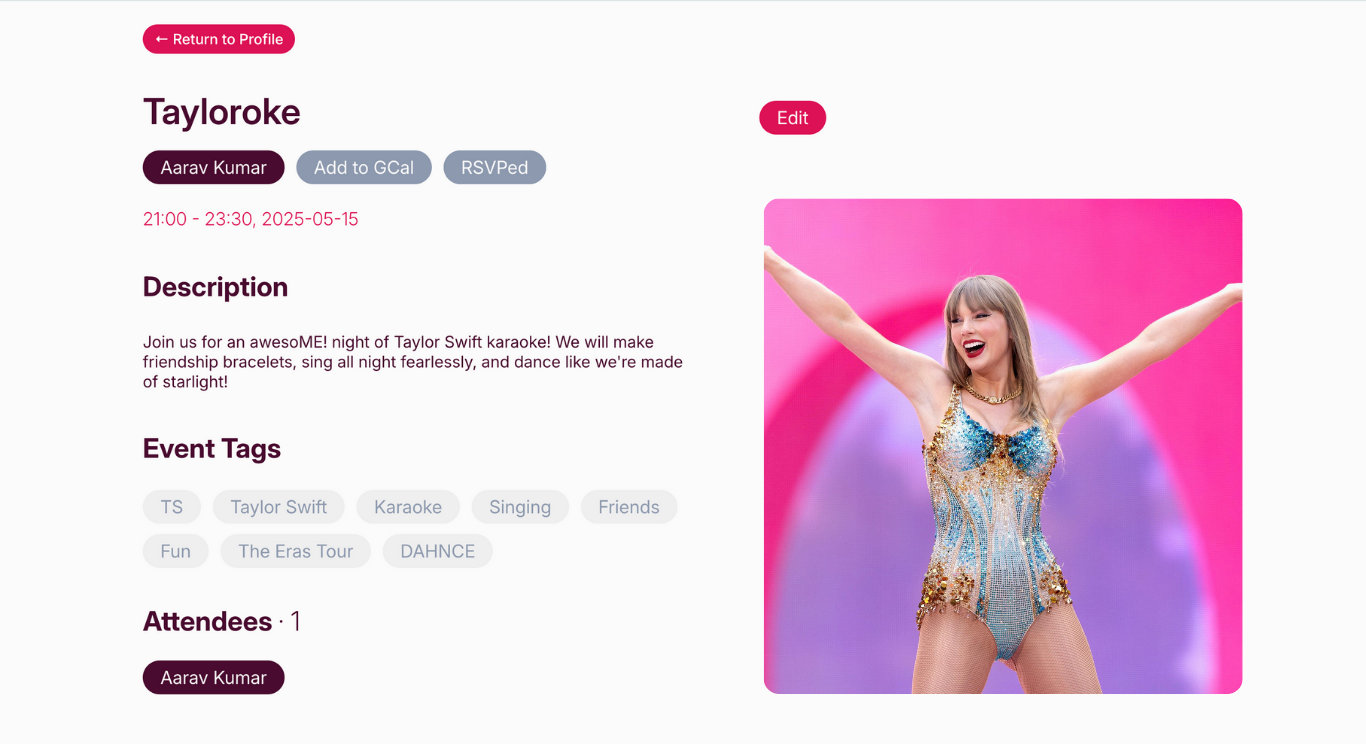 ← Return to Profile
Tayloroke
Edit
Aarav Kumar
Add to GCal
RSVPed
21:00 - 23:30, 2025-05-15
Description
Join us for an awesoME! night of Taylor Swift karaoke! We will make
friendship bracelets, sing all night fearlessly, and dance like we're made
of starlight!
Event Tags
TS
Taylor Swift
Karaoke
Singing
Friends
Fun
The Eras Tour
DAHNCE
Attendees · 1
Aarav Kumar